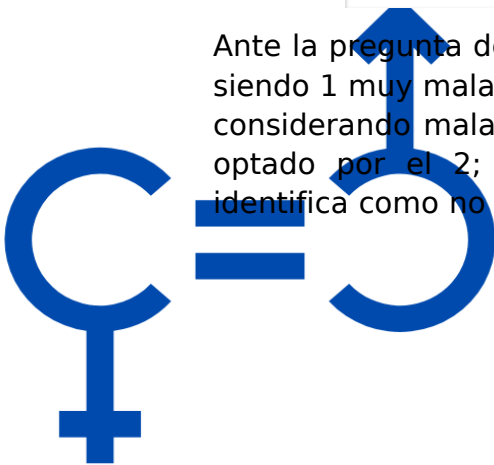 Ante la pregunta de
siendo 1 muy mala
considerando mala
optado por el 2;
identifica como no